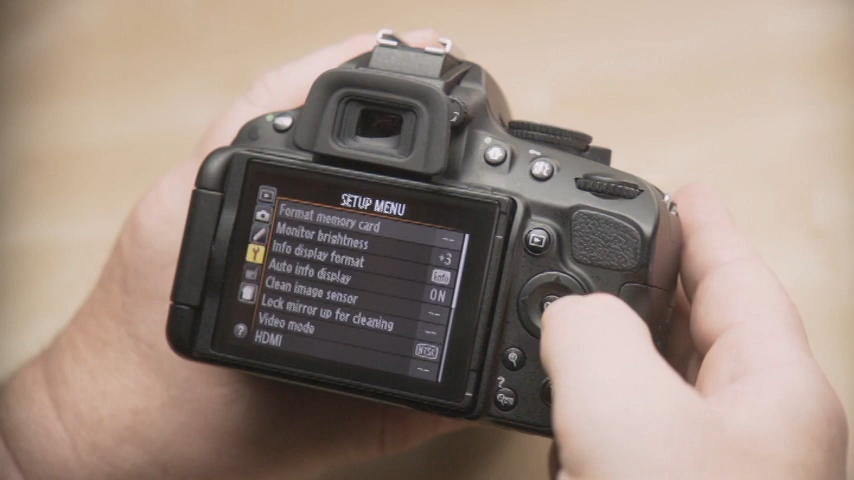 SETUP MENU
Format memory card --
Monitor brightness +3
Info display format info
Auto info display ON
Clean image sensor --
Lock mirror up for cleaning --
Video mode NTSC
HDMI --
?
?